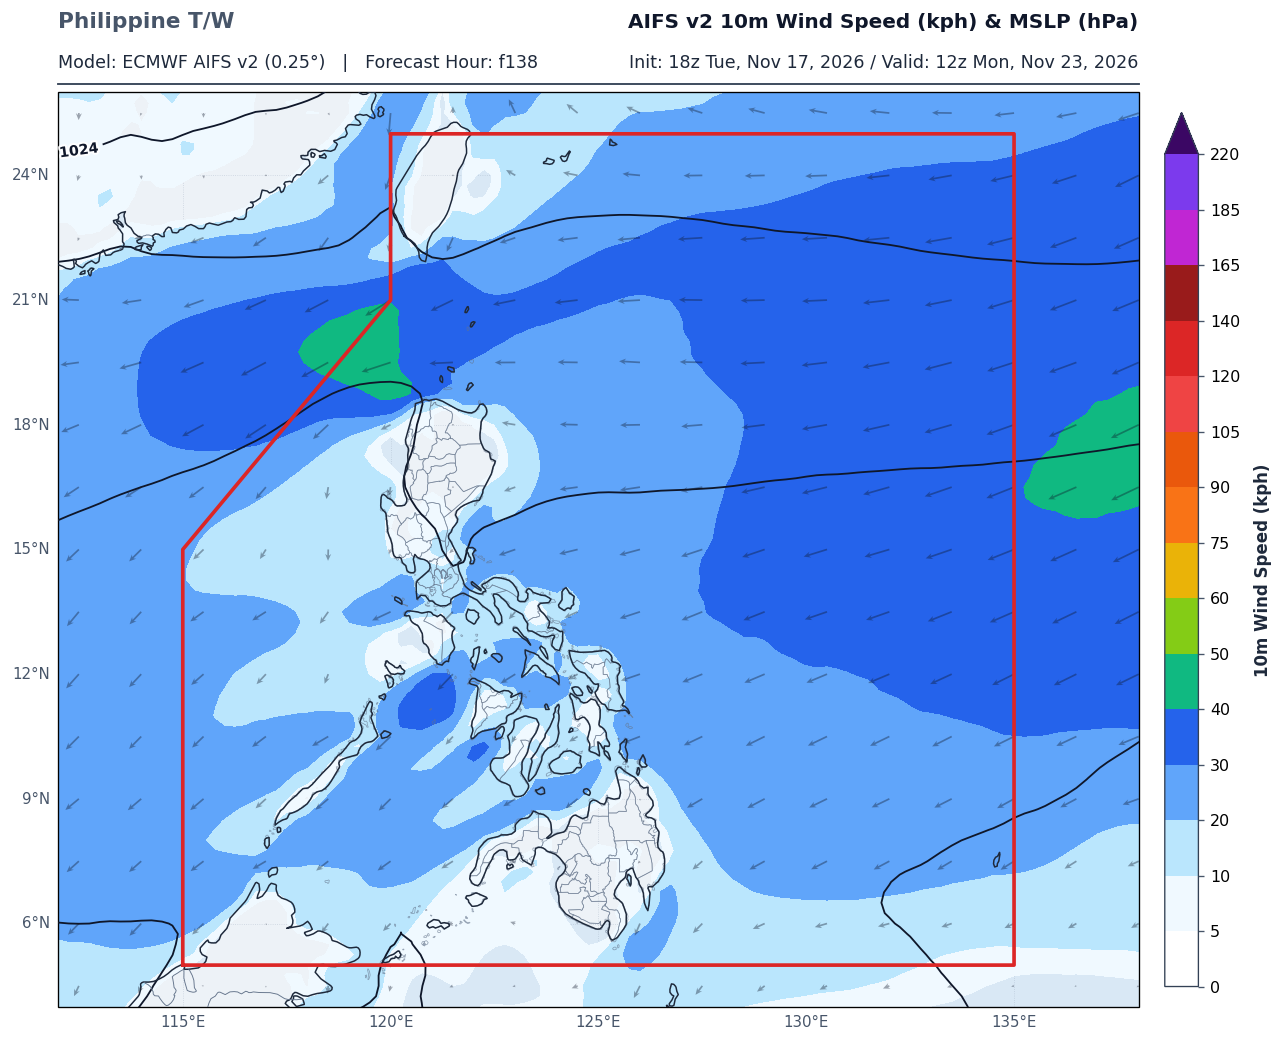 Philippine T/W
AIFS v2 10m Wind Speed (kph) & MSLP (hPa)
Model: ECMWF AIFS v2 (0.25°) | Forecast Hour: f138
Init: 18z Tue, Nov 17, 2026 / Valid: 12z Mon, Nov 23, 2026
1024
24°N
21°N
18°N
15°N
12°N
9°N
6°N
115°E
120°E
125°E
130°E
135°E
220
185
165
140
120
105
90
75
60
50
40
30
20
10
5
0
10m Wind Speed (kph)